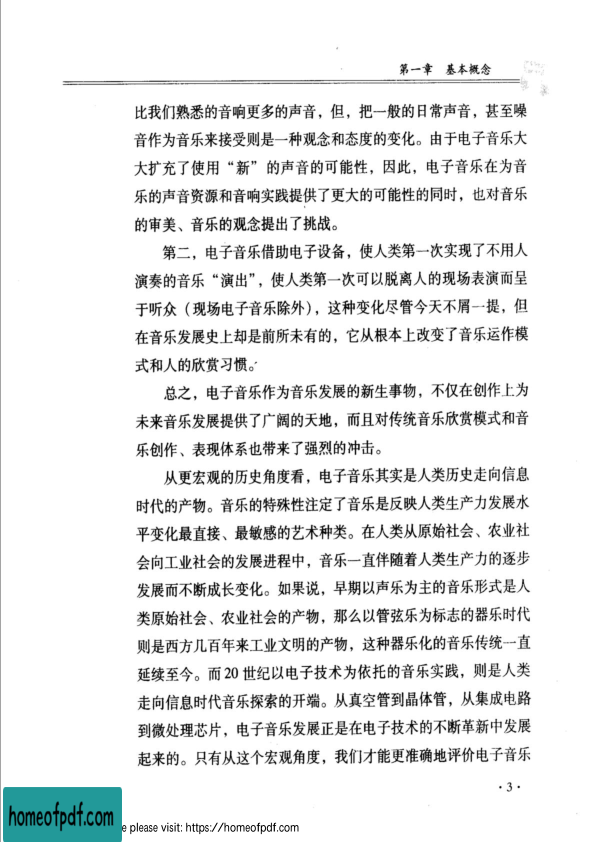 第一章 基本概念
比我们熟悉的音响更多的声音，但，把一般的日常声音，甚至噪
音作为音乐来接受则是一种观念和态度的变化。由于电子音乐大
大扩充了使用“新”的声音的可能性，因此，电子音乐在为音
乐的声音资源和音响实践提供了更大的可能性的同时，也对音乐
的审美、音乐的观念提出了挑战。
第二，电子音乐借助电子设备，使人类第一次实现了不用人
演奏的音乐“演出”，使人类第一次可以脱离人的现场表演而呈
于听众（现场电子音乐除外），这种变化尽管今天不屑一提，但
在音乐发展史上却是前所未有的，它从根本上改变了音乐运作模
式和人的欣赏习惯。
总之，电子音乐作为音乐发展的新生事物，不仅在创作上为
未来音乐发展提供了广阔的天地，而且对传统音乐欣赏模式和音
乐创作、表现体系也带来了强烈的冲击。
从更宏观的历史角度看，电子音乐其实是人类历史走向信息
时代的产物。音乐的特殊性注定了音乐是反映人类生产力发展水
平变化最直接、最敏感的艺术种类。在人类从原始社会、农业社
会向工业社会的发展进程中，音乐一直伴随着人类生产力的逐步
发展而不断成长变化。如果说，早期以声乐为主的音乐形式是人
类原始社会、农业社会的产物，那么以管弦乐为标志的器乐时代
则是西方几百年来工业文明的产物，这种器乐化的音乐传统一直
延续至今。而20世纪以电子技术为依托的音乐实践，则是人类
走向信息时代音乐探索的开端。从真空管到晶体管，从集成电路
到微处理芯片，电子音乐发展正是在电子技术的不断革新中发展
起来的。只有从这个宏观角度，我们才能更准确地评价电子音乐
·3·
homeofpdf.com
e please visit: https://homeofpdf.com